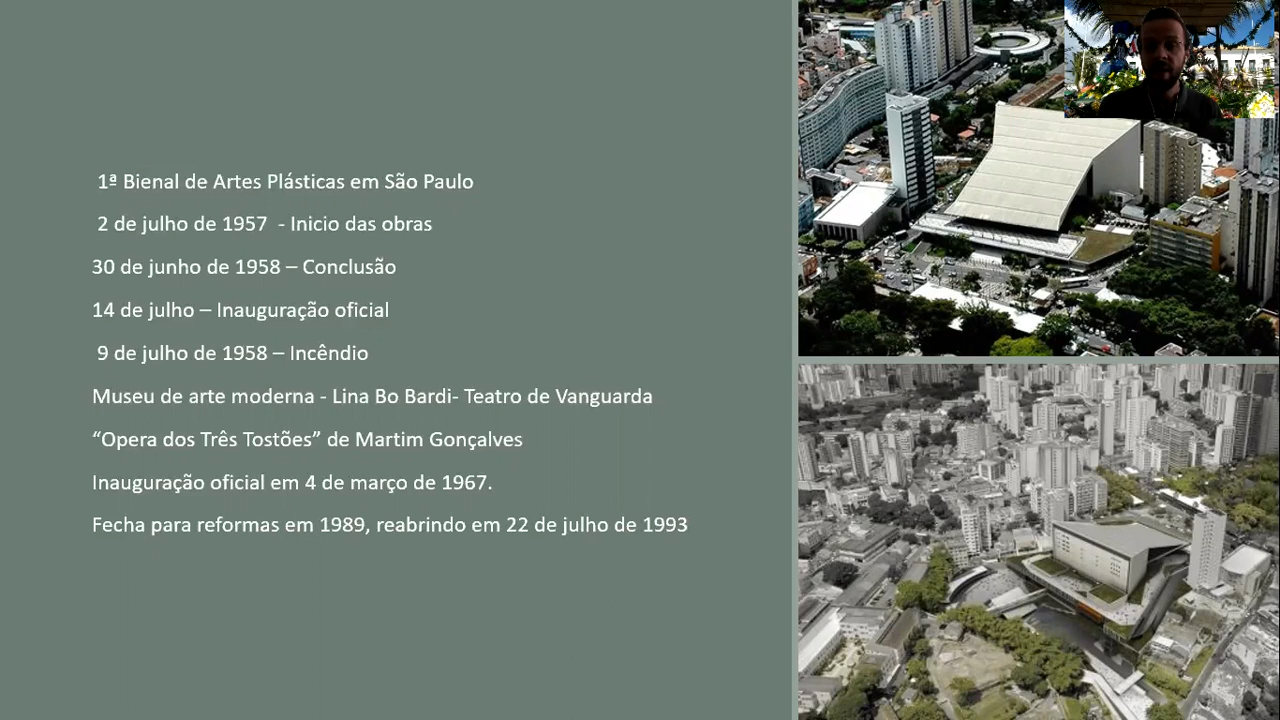 1ª Bienal de Artes Plásticas em São Paulo
2 de julho de 1957 - Inicio das obras
30 de junho de 1958 – Conclusão
14 de julho – Inauguração oficial
9 de julho de 1958 – Incêndio
Museu de arte moderna - Lina Bo Bardi- Teatro de Vanguarda
“Opera dos Três Tostões” de Martim Gonçalves
Inauguração oficial em 4 de março de 1967.
Fecha para reformas em 1989, reabrindo em 22 de julho de 1993